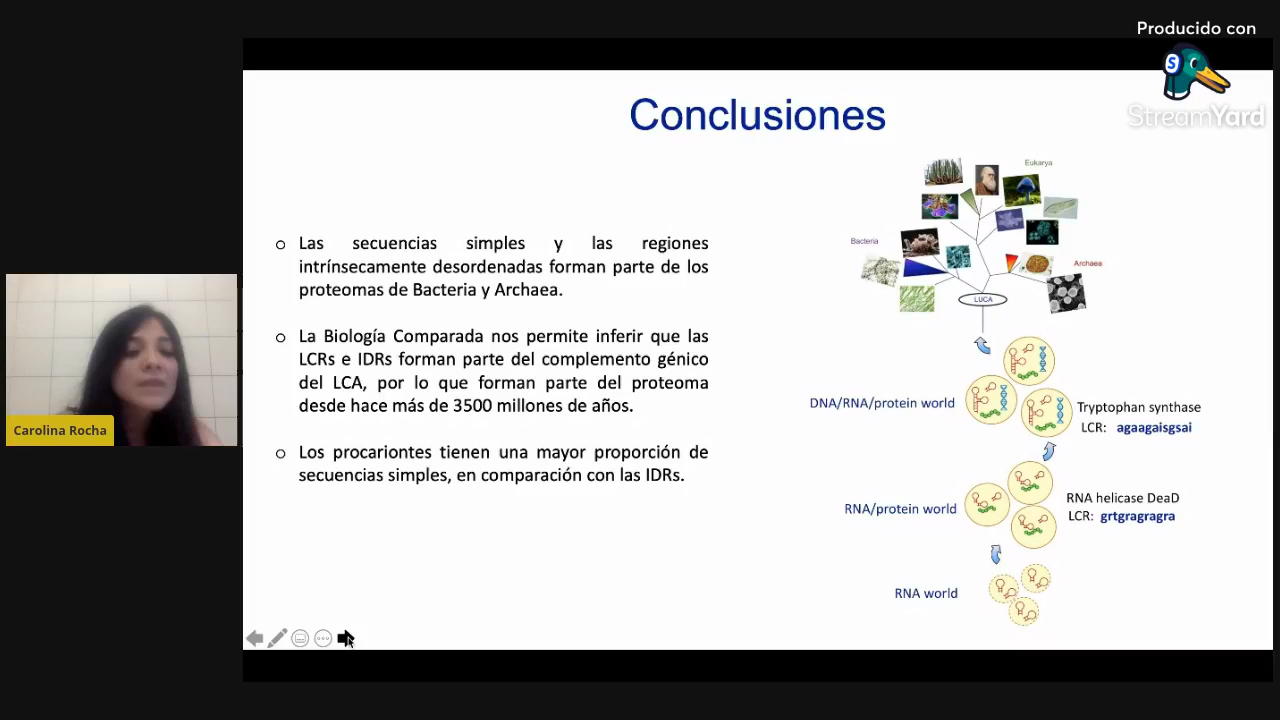 Producido con
StreamYard
Conclusiones
o Las secuencias simples y las regiones
intrínsecamente desordenadas forman parte de los
proteomas de Bacteria y Archaea.
o La Biología Comparada nos permite inferir que las
LCRs e IDRs forman parte del complemento génico
del LCA, por lo que forman parte del proteoma
desde hace más de 3500 millones de años.
o Los procariontes tienen una mayor proporción de
secuencias simples, en comparación con las IDRs.
Eukarya
Bacteria
Archaea
LUCA
DNA/RNA/protein world
Tryptophan synthase
LCR: agaagaisgsai
RNA/protein world
RNA helicase DeaD
LCR: grtgragragra
RNA world
Carolina Rocha